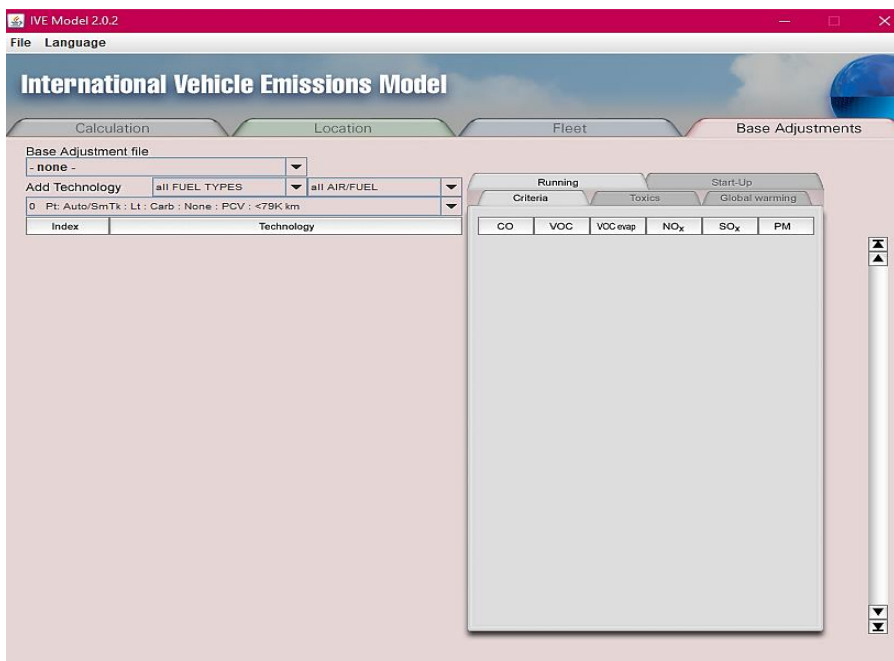 IVE Model 2.0.2
File Language
International Vehicle Emissions Model
Calculation Location Fleet Base Adjustments
Base Adjustment file
- none -
Add Technology all FUEL TYPES all AIR/FUEL
0 Pt: Auto/SmTk : Lt : Carb : None : PCV : <79K km
Index Technology
Running Start-Up
Criteria Toxics Global warming
CO VOC VOC evap NOx SOx PM